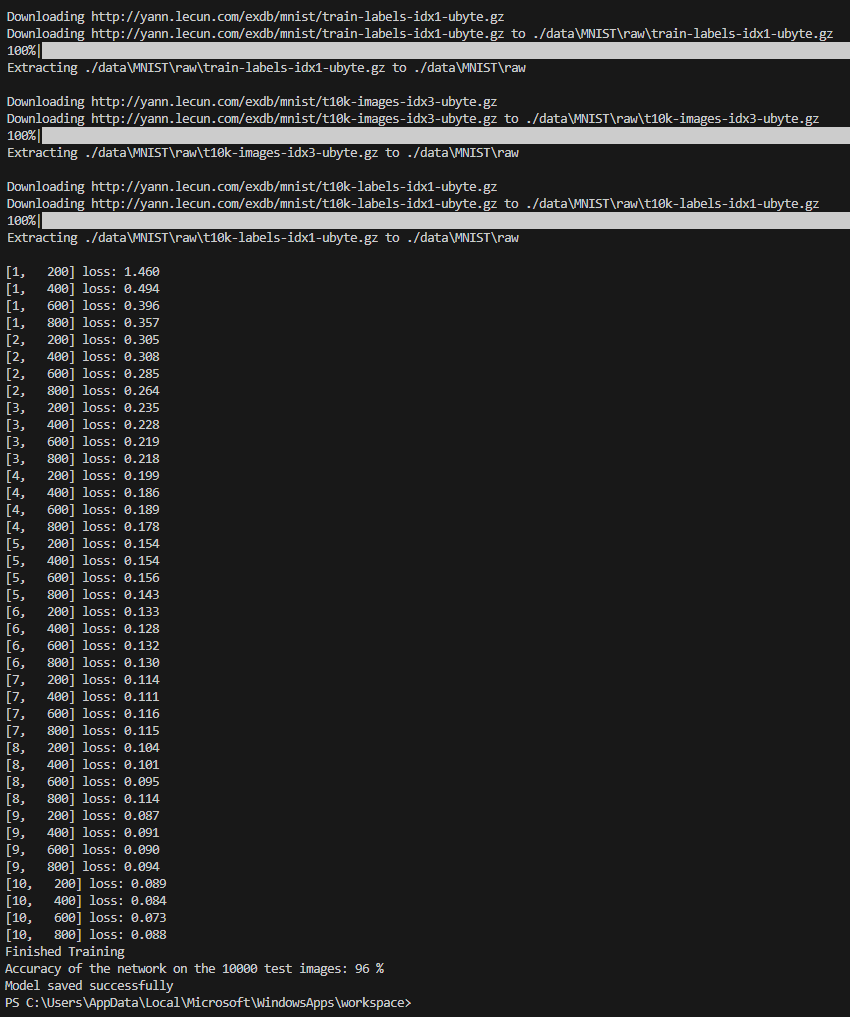 Downloading http://yann.lecun.com/exdb/mnist/train-labels-idx1-ubyte.gz
Downloading http://yann.lecun.com/exdb/mnist/train-labels-idx1-ubyte.gz to ./data\MNIST\raw\train-labels-idx1-ubyte.gz
100%|
Extracting ./data\MNIST\raw\train-labels-idx1-ubyte.gz to ./data\MNIST\raw

Downloading http://yann.lecun.com/exdb/mnist/t10k-images-idx3-ubyte.gz
Downloading http://yann.lecun.com/exdb/mnist/t10k-images-idx3-ubyte.gz to ./data\MNIST\raw\t10k-images-idx3-ubyte.gz
100%|
Extracting ./data\MNIST\raw\t10k-images-idx3-ubyte.gz to ./data\MNIST\raw

Downloading http://yann.lecun.com/exdb/mnist/t10k-labels-idx1-ubyte.gz
Downloading http://yann.lecun.com/exdb/mnist/t10k-labels-idx1-ubyte.gz to ./data\MNIST\raw\t10k-labels-idx1-ubyte.gz
100%|
Extracting ./data\MNIST\raw\t10k-labels-idx1-ubyte.gz to ./data\MNIST\raw

[1,   200] loss: 1.460
[1,   400] loss: 0.494
[1,   600] loss: 0.396
[1,   800] loss: 0.357
[2,   200] loss: 0.305
[2,   400] loss: 0.308
[2,   600] loss: 0.285
[2,   800] loss: 0.264
[3,   200] loss: 0.235
[3,   400] loss: 0.228
[3,   600] loss: 0.219
[3,   800] loss: 0.218
[4,   200] loss: 0.199
[4,   400] loss: 0.186
[4,   600] loss: 0.189
[4,   800] loss: 0.178
[5,   200] loss: 0.154
[5,   400] loss: 0.154
[5,   600] loss: 0.156
[5,   800] loss: 0.143
[6,   200] loss: 0.133
[6,   400] loss: 0.128
[6,   600] loss: 0.132
[6,   800] loss: 0.130
[7,   200] loss: 0.114
[7,   400] loss: 0.111
[7,   600] loss: 0.116
[7,   800] loss: 0.115
[8,   200] loss: 0.104
[8,   400] loss: 0.101
[8,   600] loss: 0.095
[8,   800] loss: 0.114
[9,   200] loss: 0.087
[9,   400] loss: 0.091
[9,   600] loss: 0.090
[9,   800] loss: 0.094
[10,   200] loss: 0.089
[10,   400] loss: 0.084
[10,   600] loss: 0.073
[10,   800] loss: 0.088
Finished Training
Accuracy of the network on the 10000 test images: 96 %
Model saved successfully
PS C:\Users\AppData\Local\Microsoft\WindowsApps\workspace>